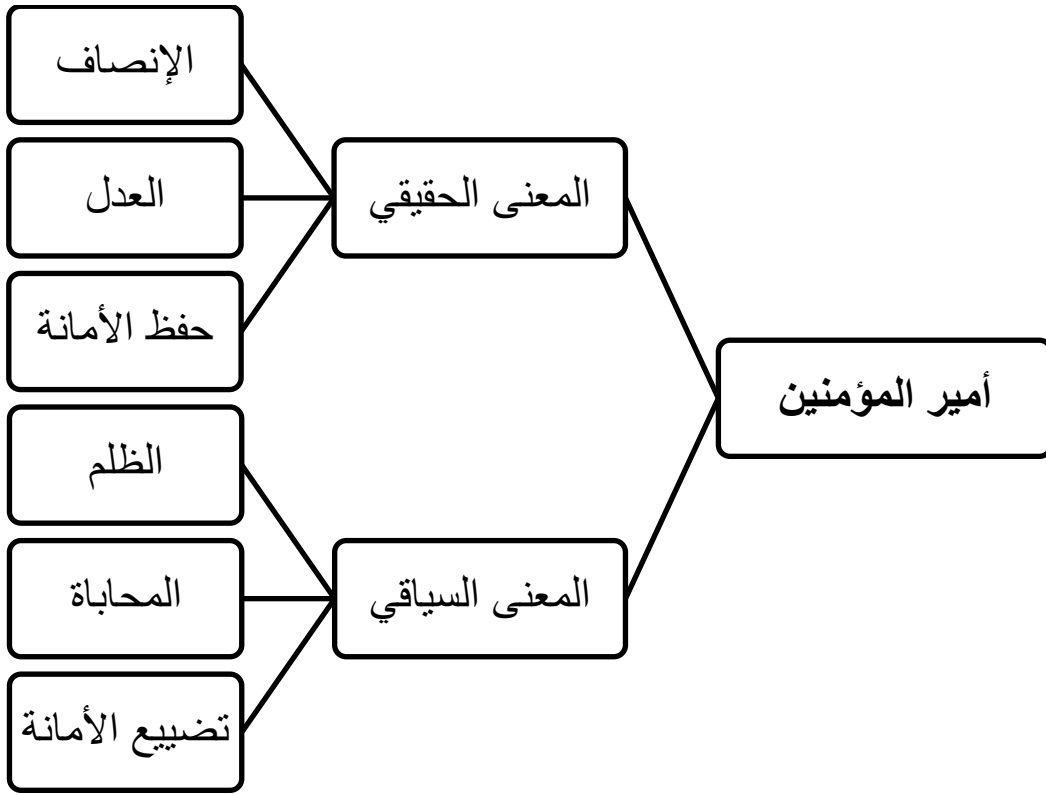 أمير المؤمنين
المعنى الحقيقي
الإنصاف
العدل
حفظ الأمانة
المعنى السياقي
الظلم
المحاباة
تضييع الأمانة